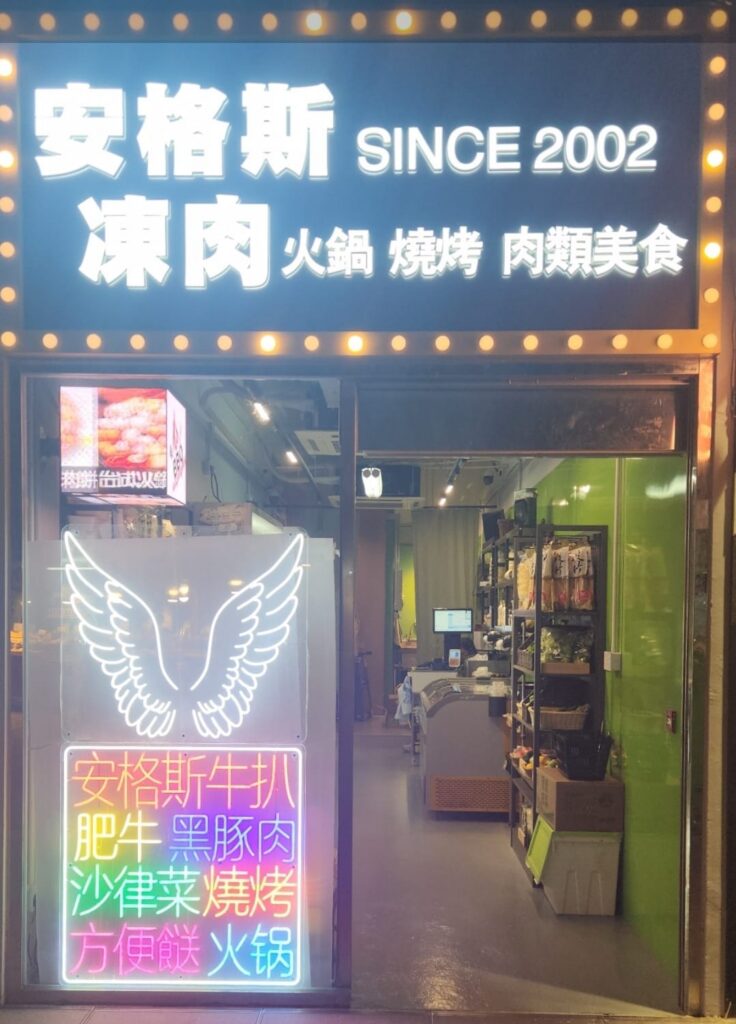 安格斯 SINCE 2002
凍肉 火鍋 燒烤 肉類美食
安格斯牛扒
肥牛 黑豚肉
沙律菜 燒烤
方便餸 火锅